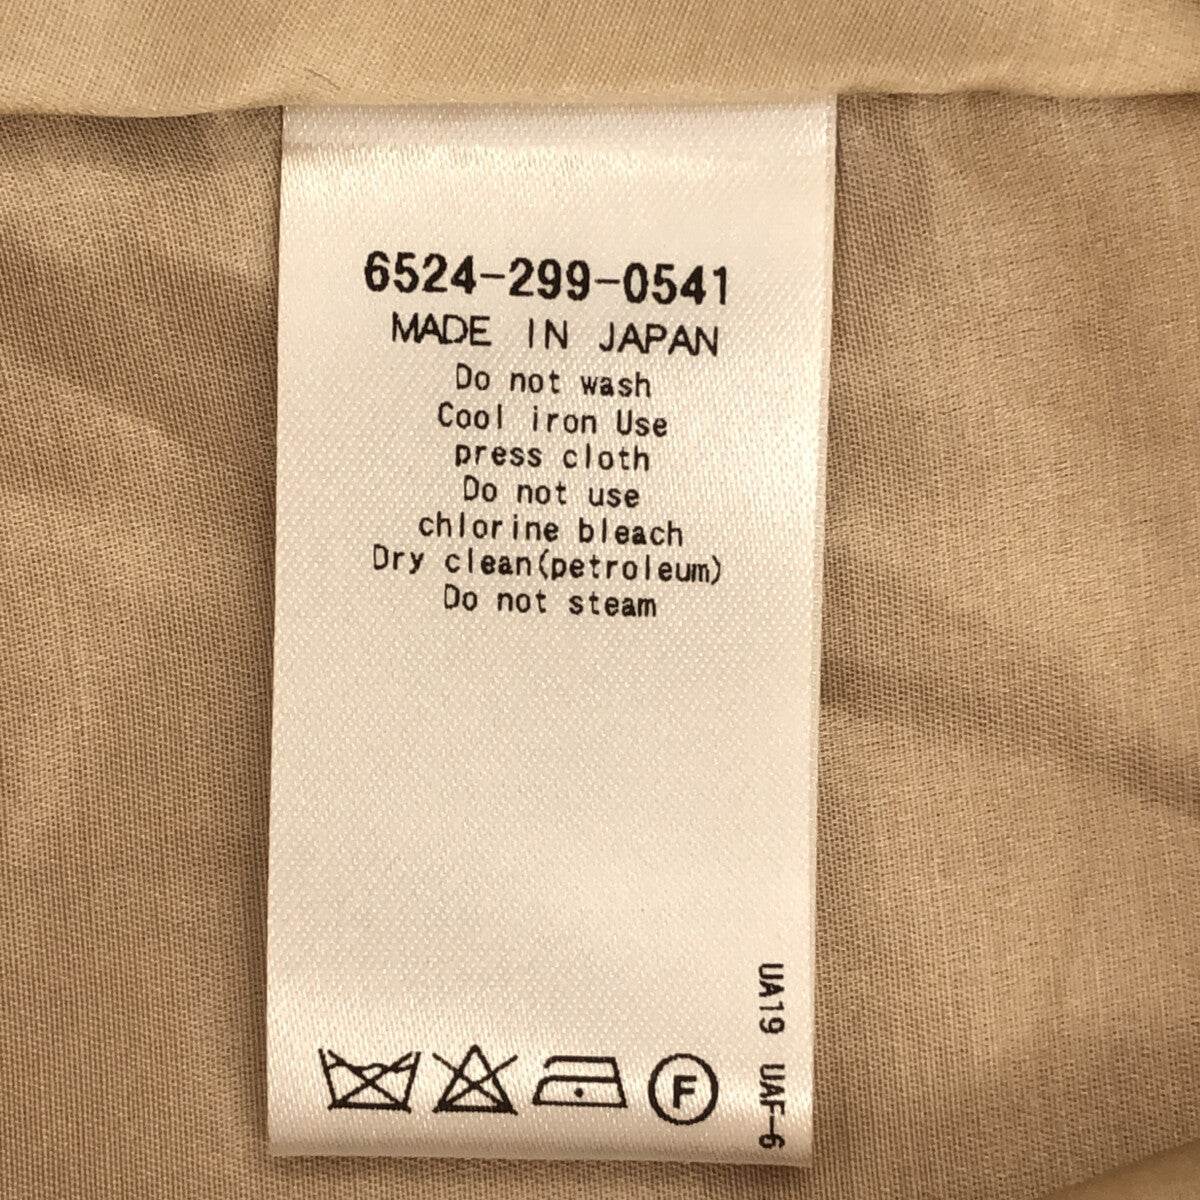 6524-299-0541
MADE IN JAPAN
Do not wash
Cool iron Use
press cloth
Do not use
chlorine bleach
Dry clean(petroleum)
Do not steam
UA19 UAF-6
F